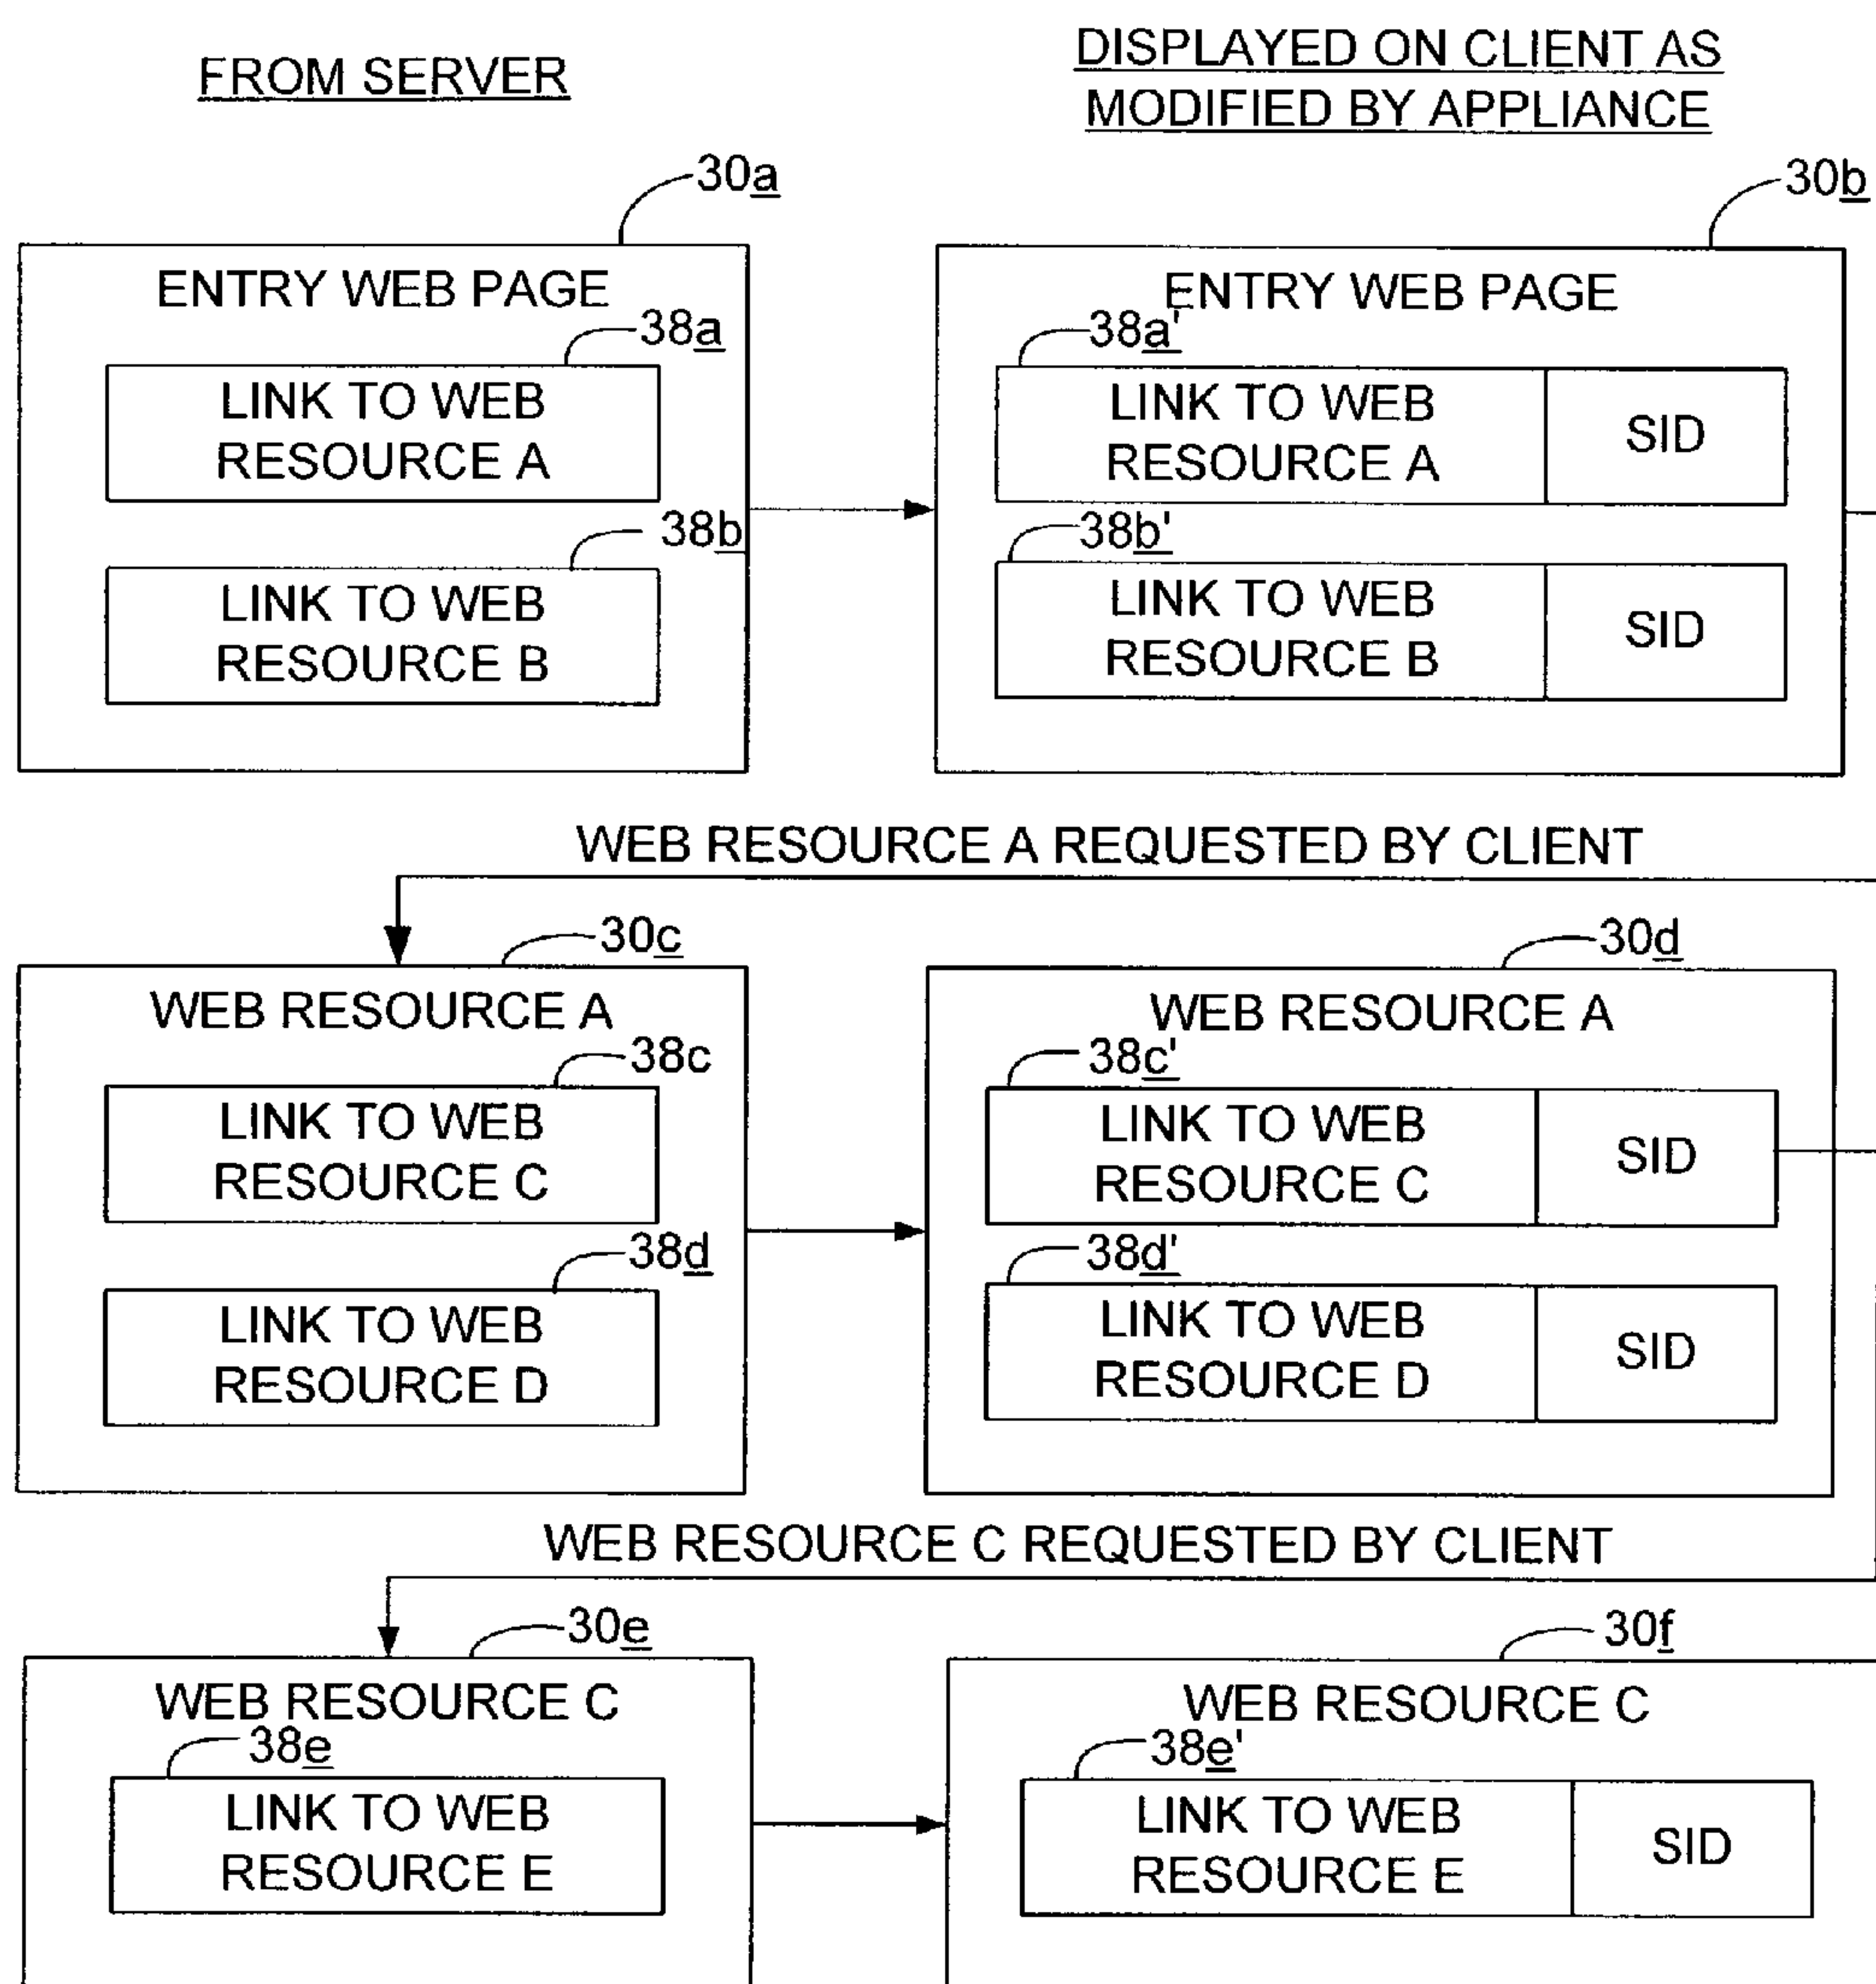 FROM SERVER
DISPLAYED ON CLIENT AS
MODIFIED BY APPLIANCE
30a
30b
ENTRY WEB PAGE
38a
LINK TO WEB
RESOURCE A
38b
LINK TO WEB
RESOURCE B
ENTRY WEB PAGE
38a'
LINK TO WEB
RESOURCE A
SID
38b'
LINK TO WEB
RESOURCE B
SID
WEB RESOURCE A REQUESTED BY CLIENT
30c
30d
WEB RESOURCE A
38c
LINK TO WEB
RESOURCE C
38d
LINK TO WEB
RESOURCE D
WEB RESOURCE A
38c'
LINK TO WEB
RESOURCE C
SID
38d'
LINK TO WEB
RESOURCE D
SID
WEB RESOURCE C REQUESTED BY CLIENT
30e
30f
WEB RESOURCE C
38e
LINK TO WEB
RESOURCE E
WEB RESOURCE C
38e'
LINK TO WEB
RESOURCE E
SID